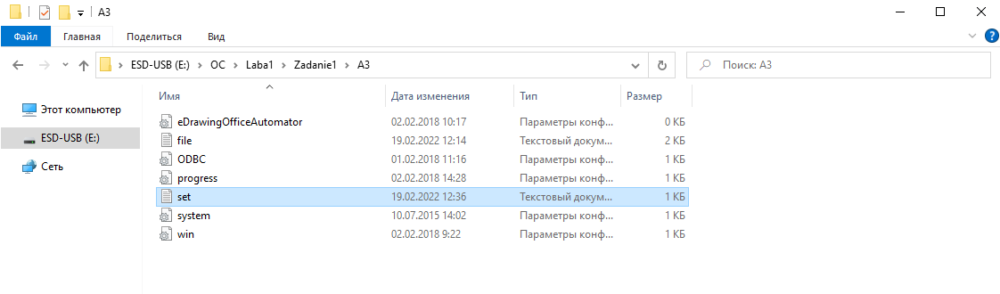 A3
Файл Главная Поделиться Вид
ESD-USB (E:) OC Laba1 Zadanie1 A3 Поиск: A3
Имя Дата изменения Тип Размер
Этот компьютер
ESD-USB (E:)
Сеть
eDrawingOfficeAutomator 02.02.2018 10:17 Параметры конф... 0 КБ
file 19.02.2022 12:14 Текстовый докум... 2 КБ
ODBC 01.02.2018 11:16 Параметры конф... 1 КБ
progress 02.02.2018 14:28 Параметры конф... 1 КБ
set 19.02.2022 12:36 Текстовый докум... 1 КБ
system 10.07.2015 14:02 Параметры конф... 1 КБ
win 02.02.2018 9:22 Параметры конф... 1 КБ